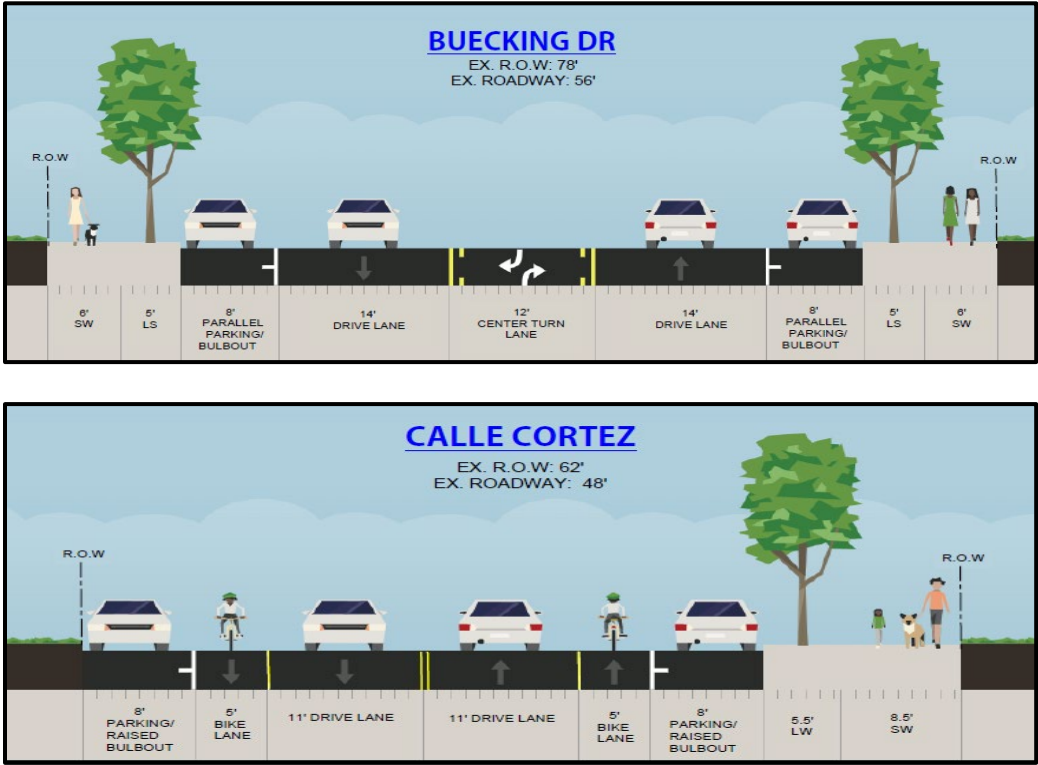 BUECKING DR
EX. R.O.W: 78'
EX. ROADWAY: 56'
R.O.W
R.O.W
6'
SW
5'
LS
8'
PARALLEL
PARKING/
BULBOUT
14'
DRIVE LANE
12'
CENTER TURN
LANE
14'
DRIVE LANE
8'
PARALLEL
PARKING/
BULBOUT
5'
LS
6'
SW
CALLE CORTEZ
EX. R.O.W: 62'
EX. ROADWAY: 48'
R.O.W
R.O.W
8'
PARKING/
RAISED
BULBOUT
5'
BIKE
LANE
11' DRIVE LANE
11' DRIVE LANE
5'
BIKE
LANE
8'
PARKING/
RAISED
BULBOUT
5.5'
LW
8.5'
SW